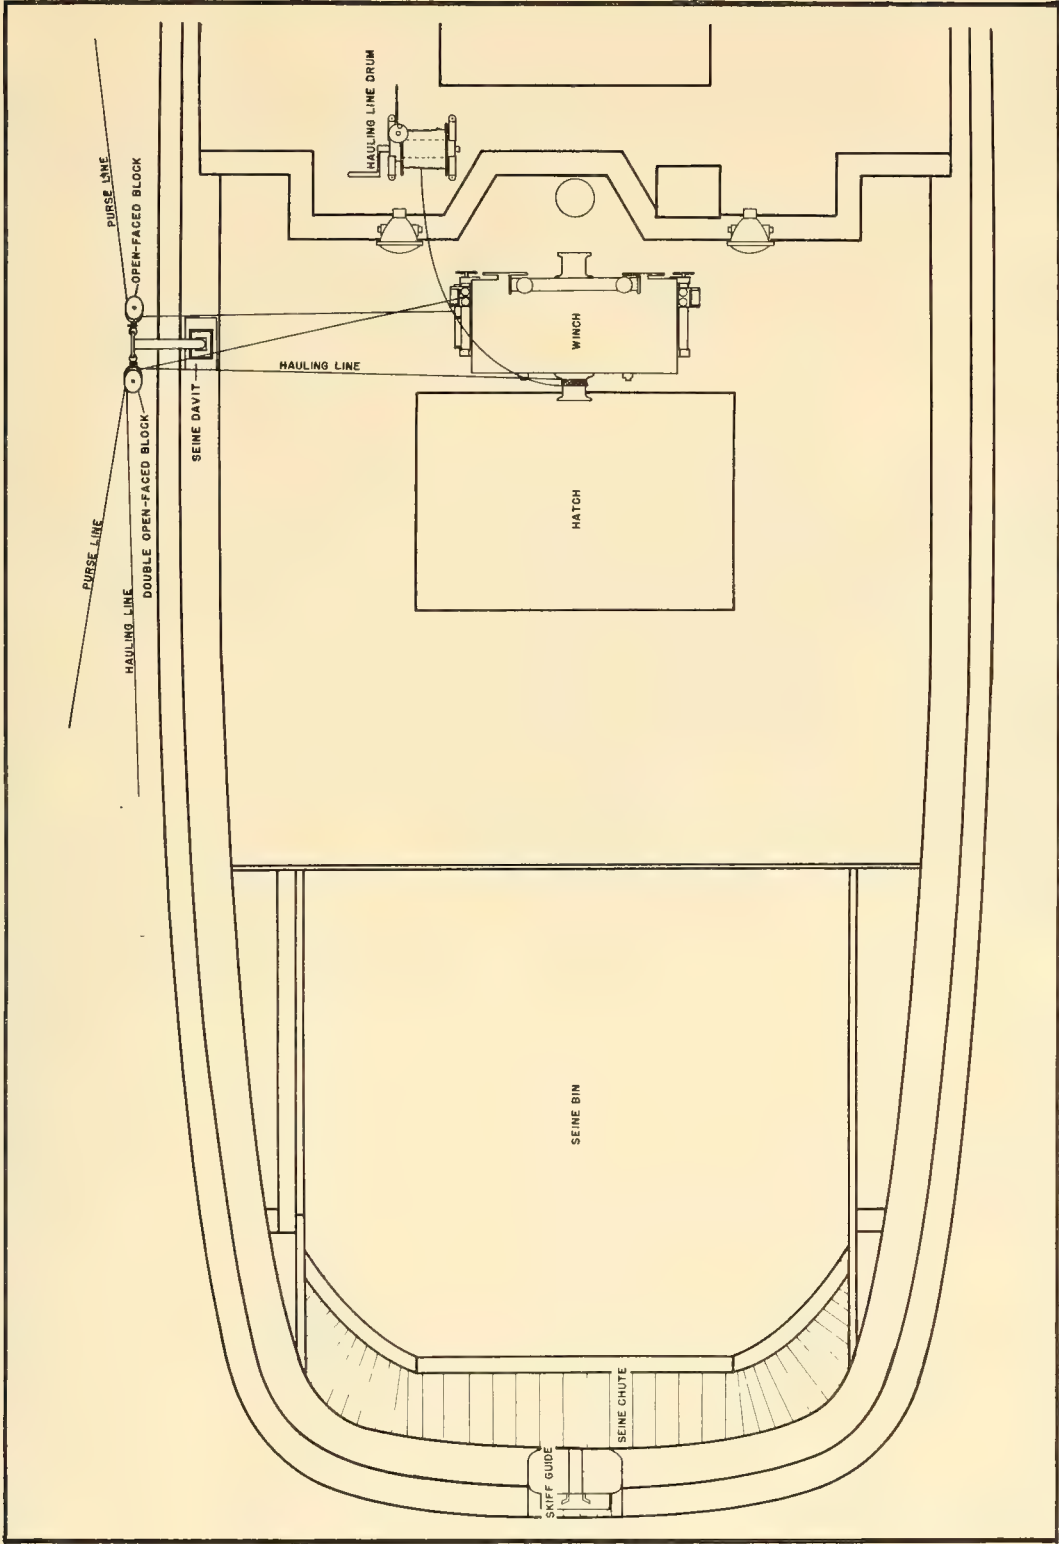 HAULING LINE DRUM
PURSE LINE
OPEN-FACED BLOCK
HAULING LINE
WINCH
SEINE DAVIT
DOUBLE OPEN-FACED BLOCK
PURSE LINE
HAULING LINE
HATCH
SEINE BIN
SEINE CHUTE
SKIFF GUIDE